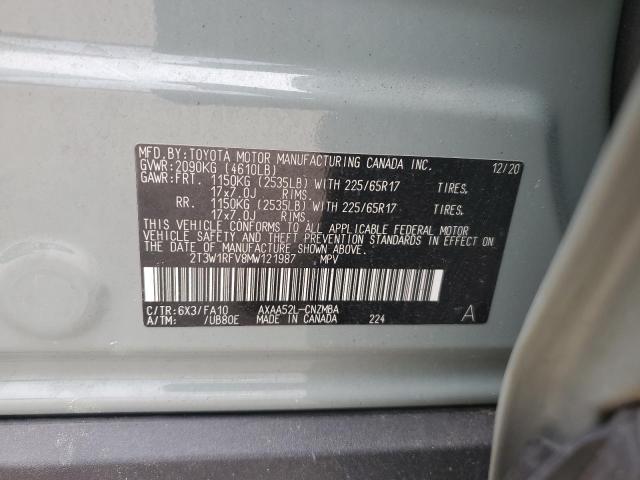 MFD.BY:TOYOTA MOTOR MANUFACTURING CANADA INC. 12/20
GVWR:2090KG (4610LB)
GAWR:FRT. 1150KG (2535LB) WITH 225/65R17 TIRES.
17x7.0J RIMS.
RR. 1150KG (2535LB) WITH 225/65R17 TIRES.
17x7.0J RIMS.
THIS VEHICLE CONFORMS TO ALL APPLICABLE FEDERAL MOTOR
VEHICLE SAFETY AND THEFT PREVENTION STANDARDS IN
EFFECT ON THE DATE OF MANUFACTURE SHOWN ABOVE.
2T3W1RFV8MW121987 MPV
C/TR:6X3/FA10 AXAA52L-CNZMBA A
A/TM: /UB80E MADE IN CANADA 224